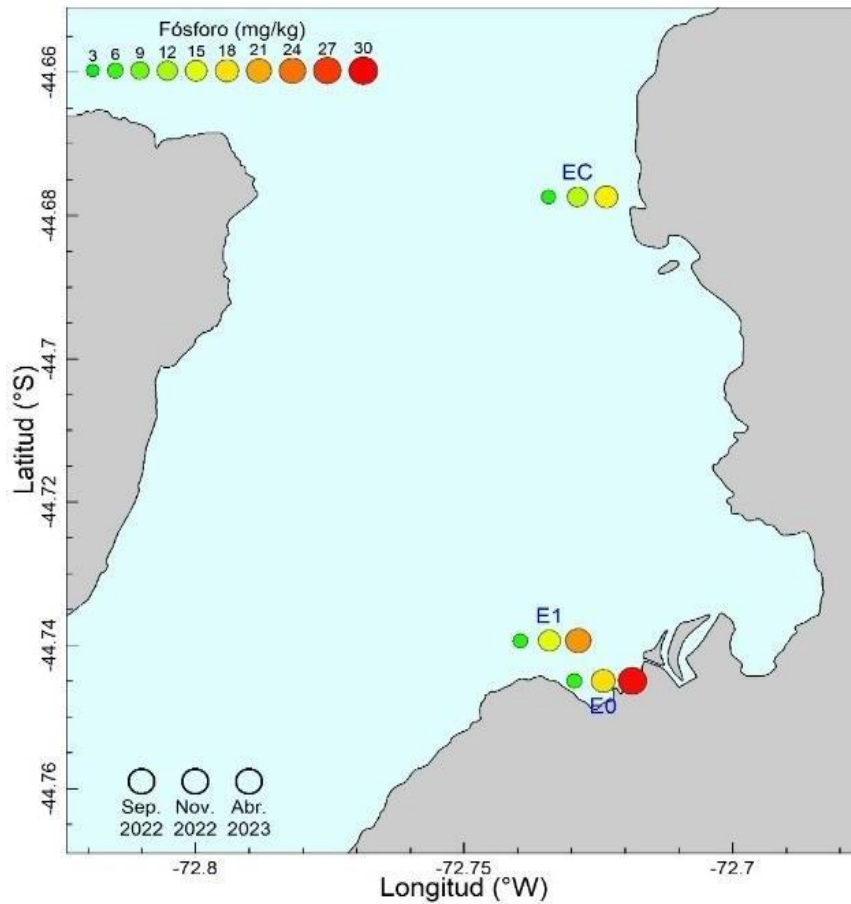 Fósforo (mg/kg)
3 6 9 12 15 18 21 24 27 30
-44.66
EC
-44.68
-44.7
Latitud (°S)
-44.72
E1
-44.74
E0
-44.76
Sep. Nov. Abr.
2022 2022 2023
-72.8 -72.75 -72.7
Longitud (°W)